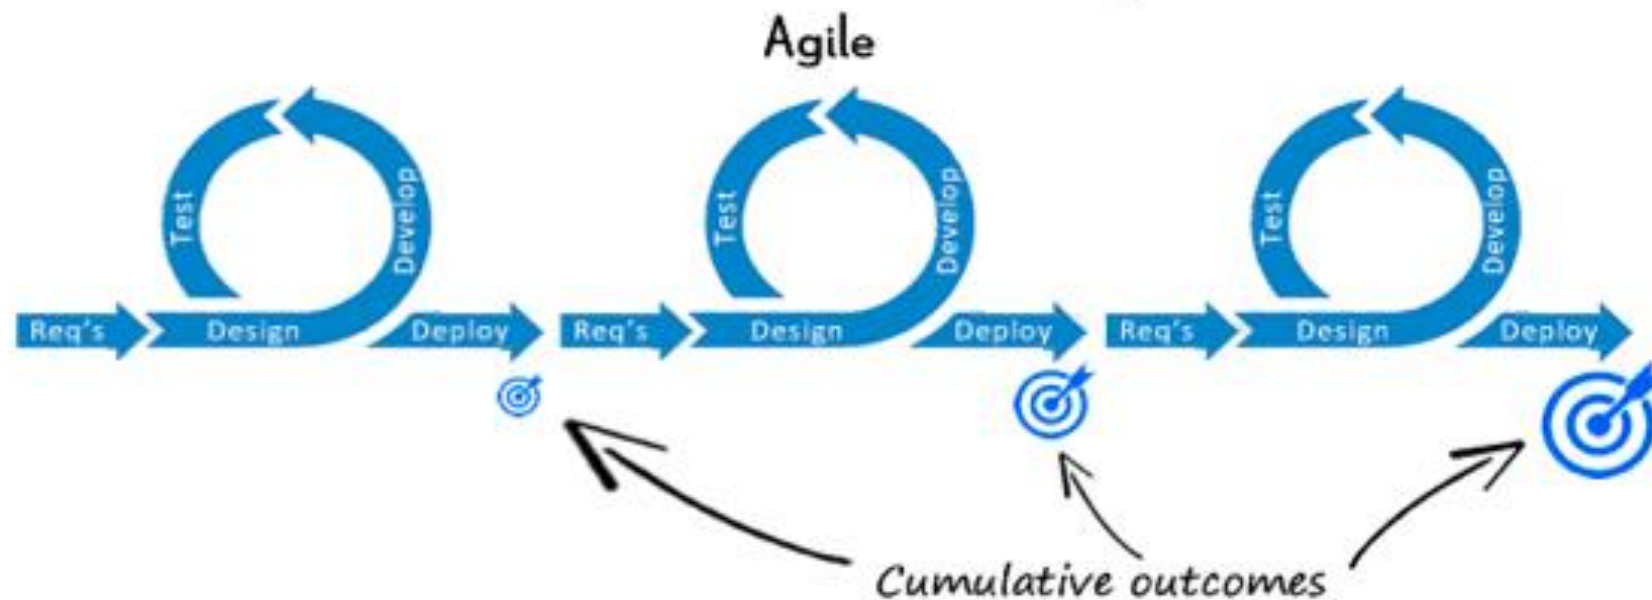 Agile
Test
Develop
Test
Develop
Test
Develop
Req's
Design
Deploy
Req's
Design
Deploy
Req's
Design
Deploy
Cumulative outcomes